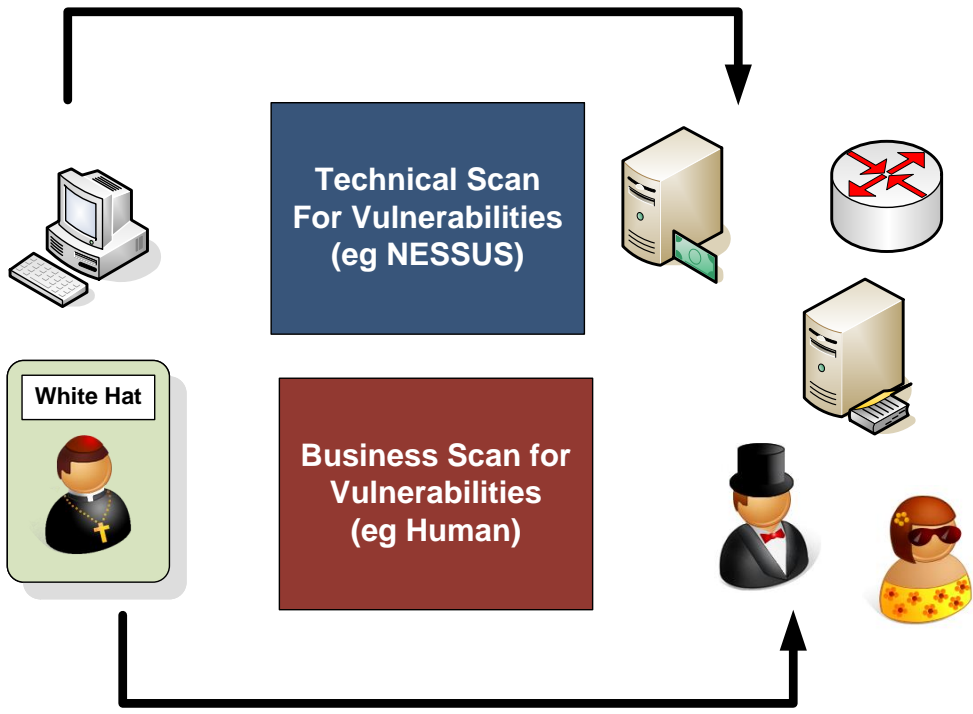 Technical Scan
For Vulnerabilities
(eg NESSUS)
White Hat
Business Scan for
Vulnerabilities
(eg Human)